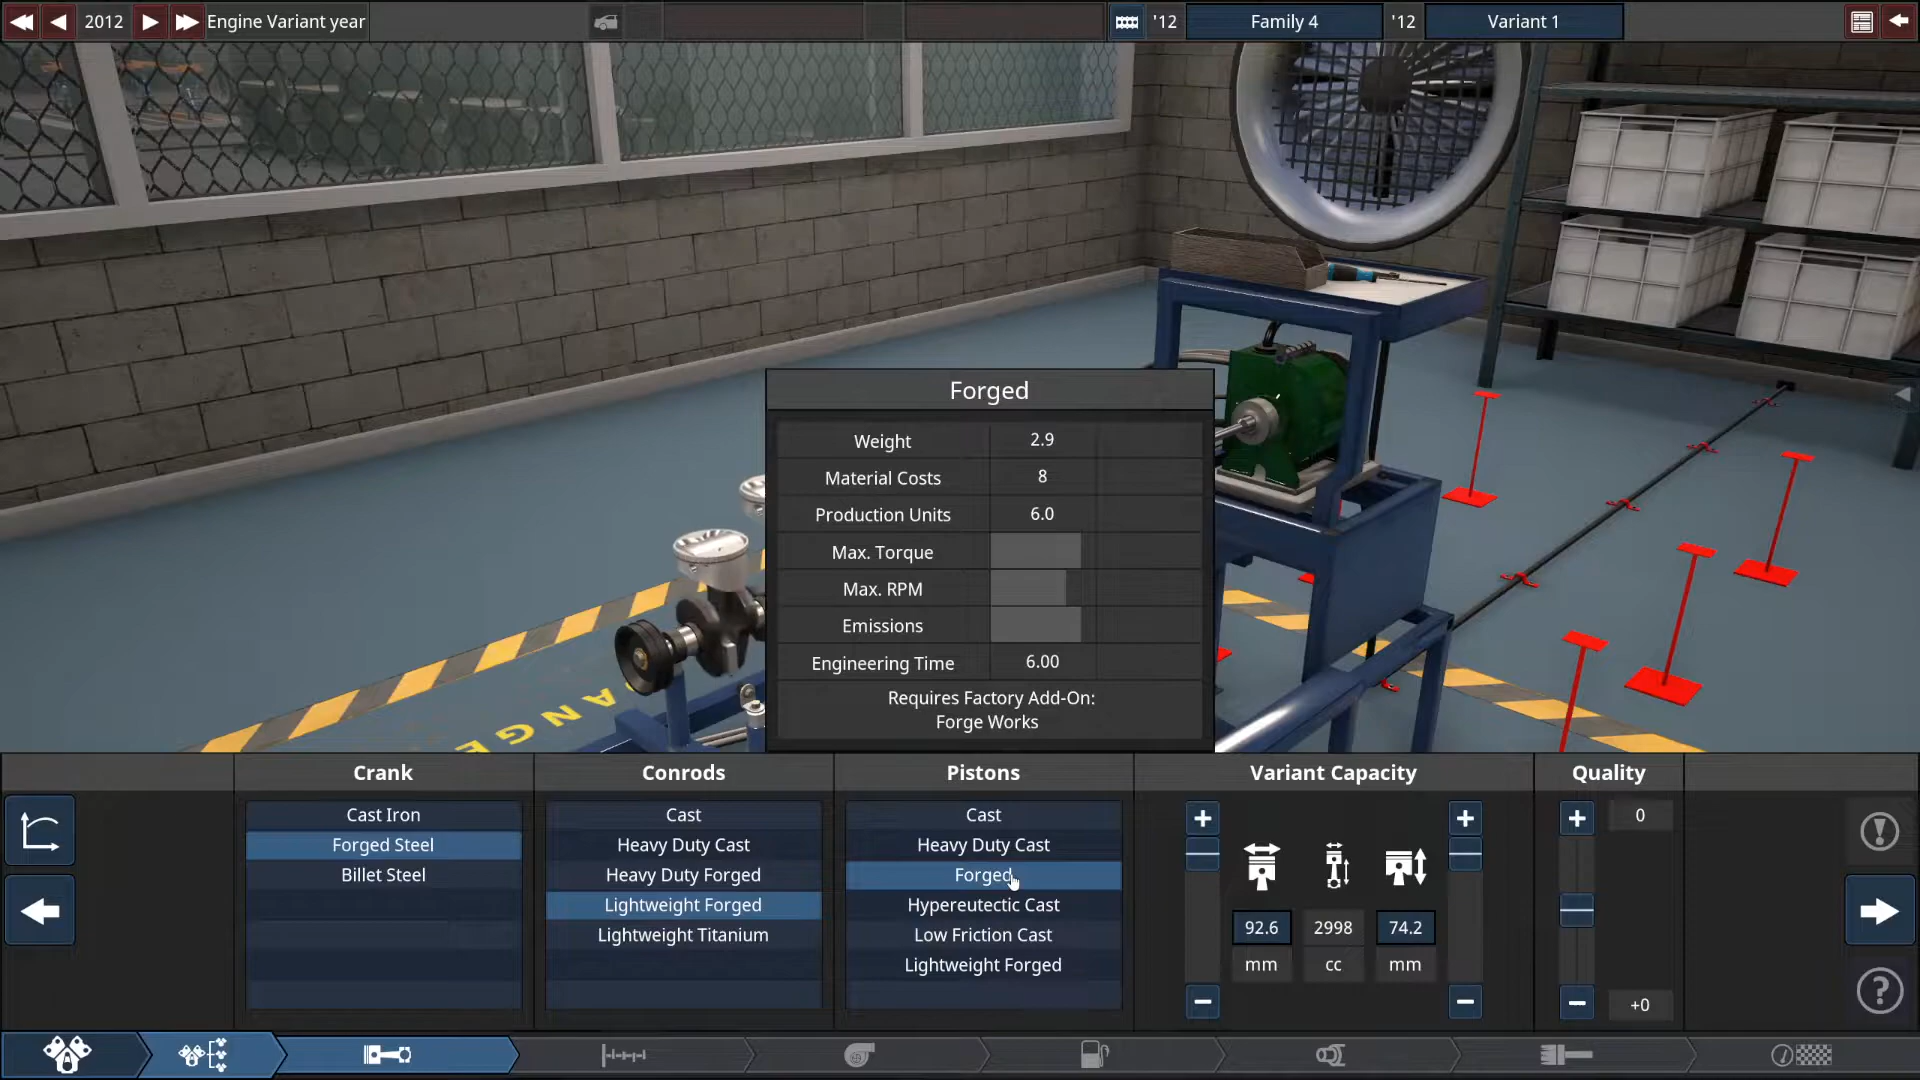 2012 Engine Variant year '12 Family 4 '12 Variant 1
Forged
Weight 2.9
Material Costs 8
Production Units 6.0
Max. Torque
Max. RPM
Emissions
Engineering Time 6.00
Requires Factory Add-On:
Forge Works
ANGE
Crank
Cast Iron
Forged Steel
Billet Steel
Conrods
Cast
Heavy Duty Cast
Heavy Duty Forged
Lightweight Forged
Lightweight Titanium
Pistons
Cast
Heavy Duty Cast
Forged
Hypereutectic Cast
Low Friction Cast
Lightweight Forged
Variant Capacity
92.6 2998 74.2
mm cc mm
Quality
0
+0